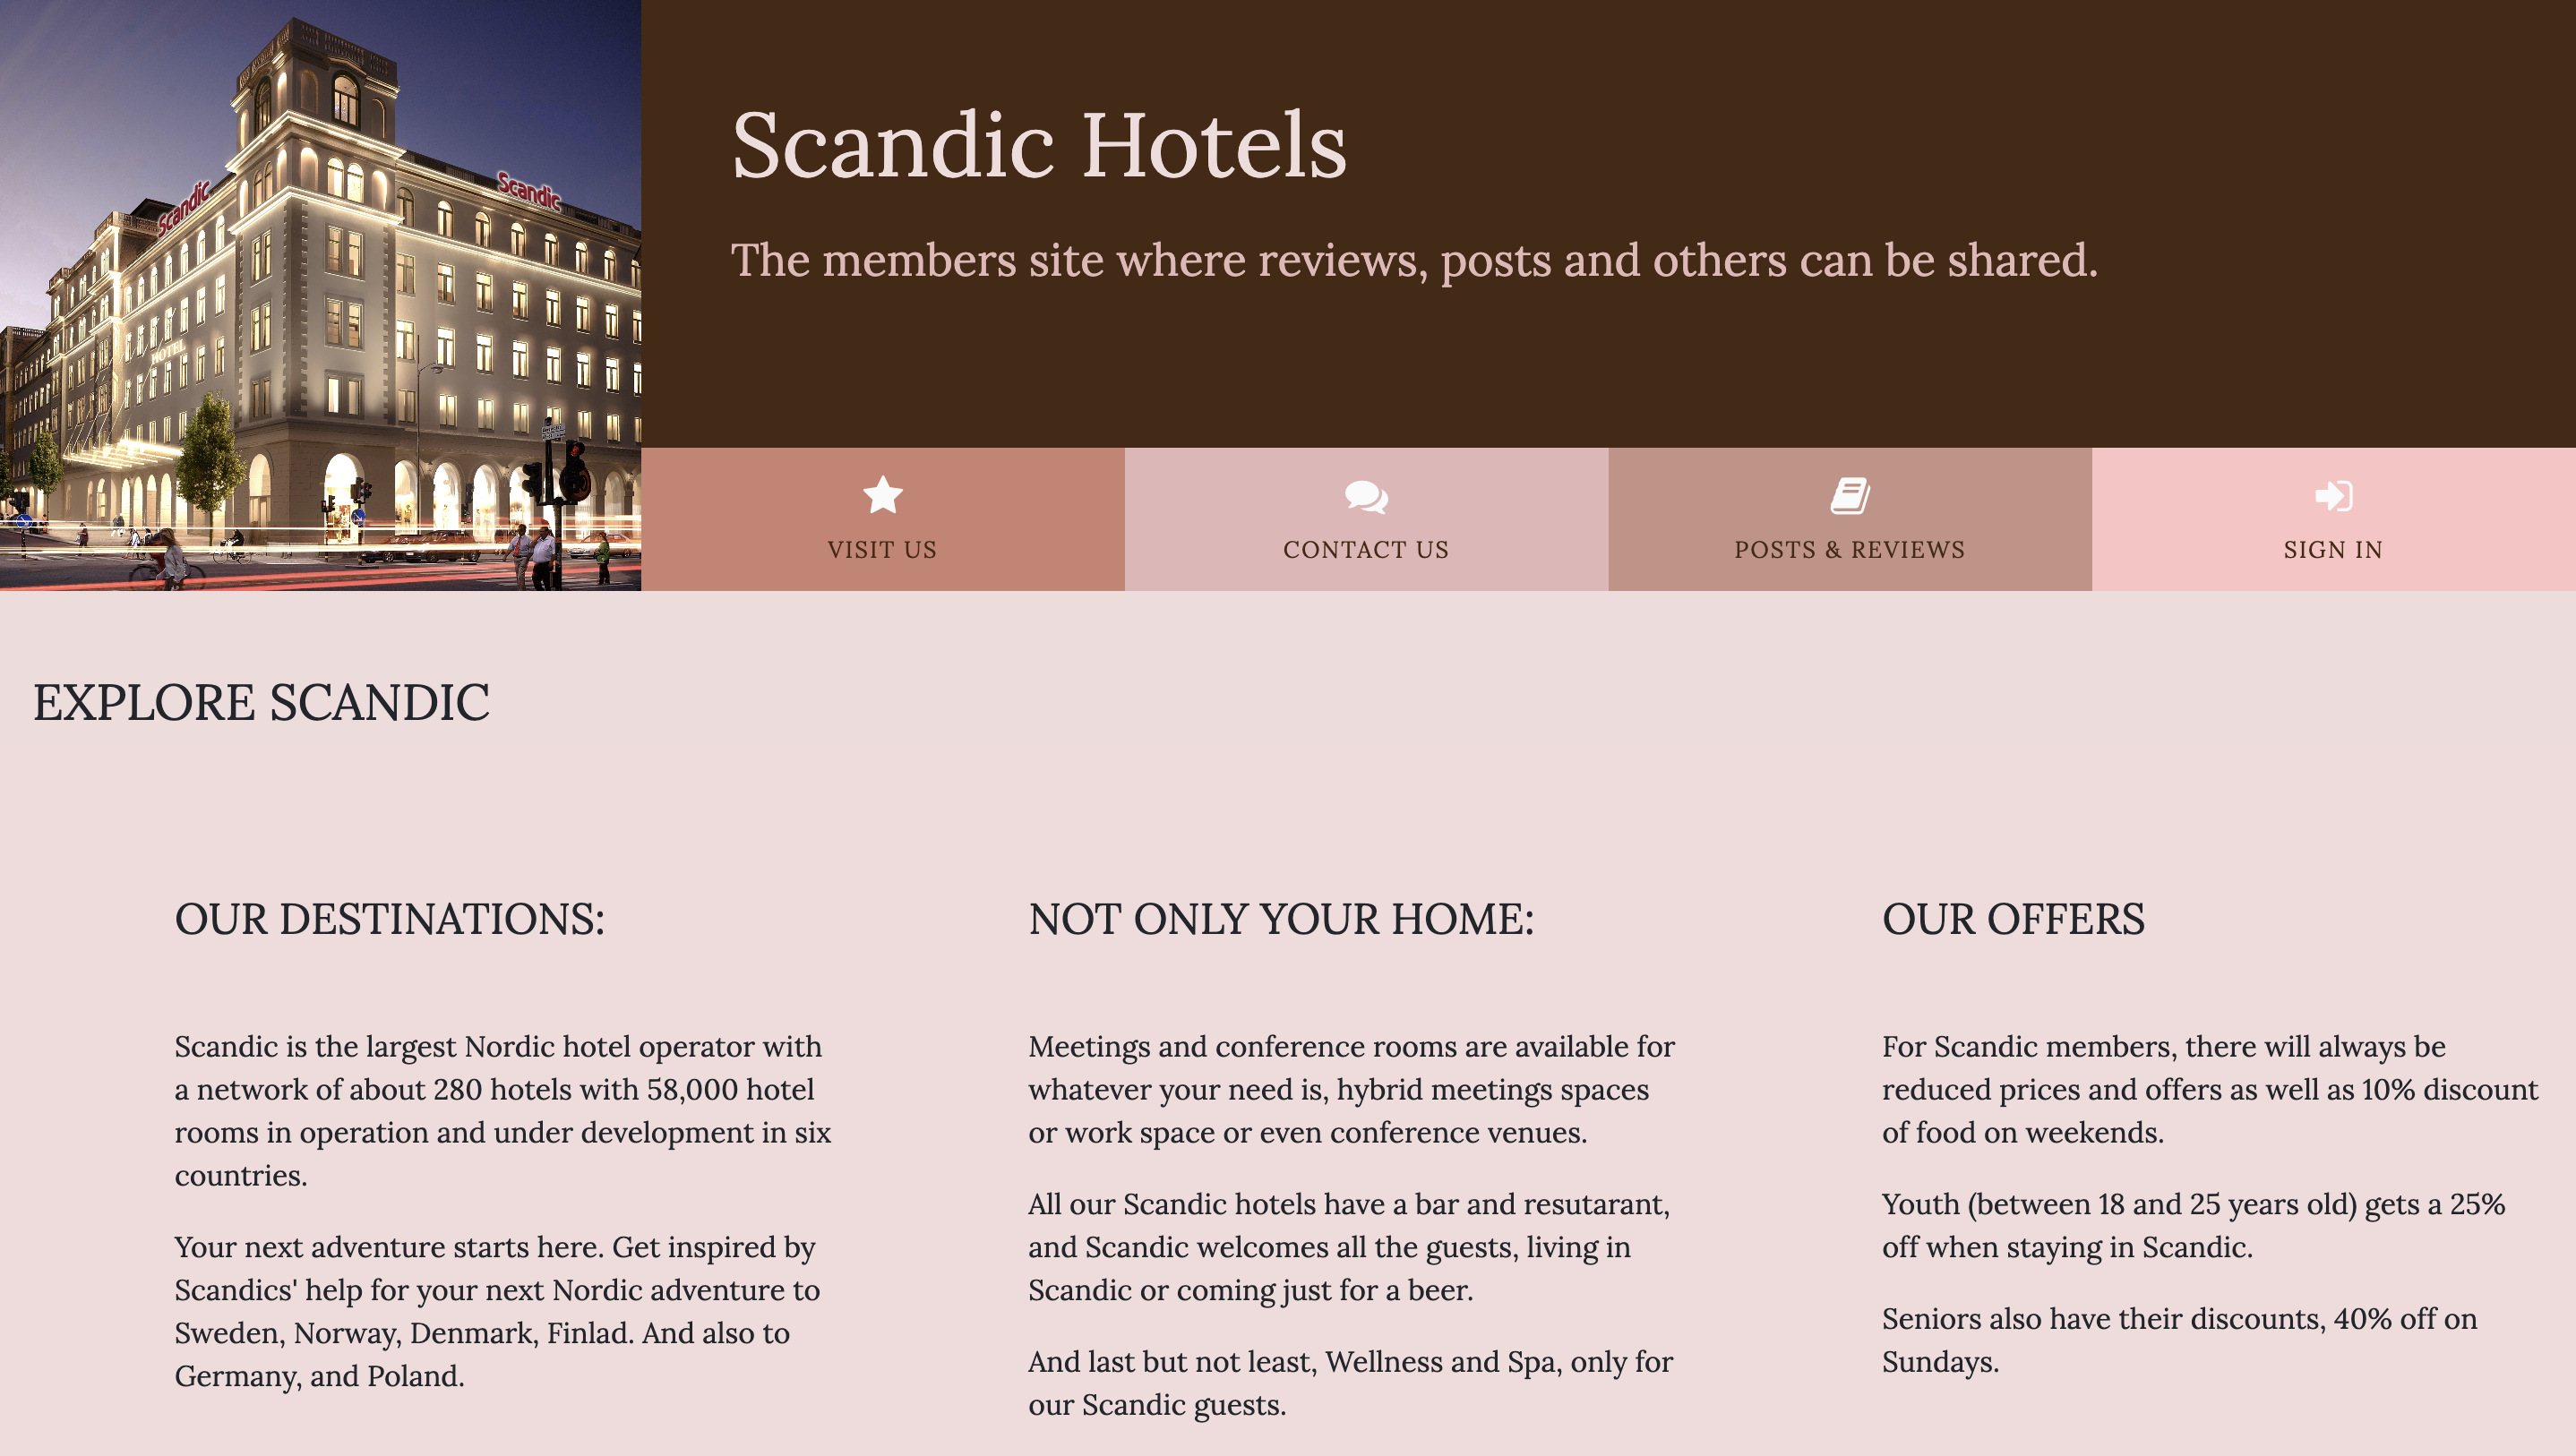 Scandic
Scandic
HOTEL
Scandic Hotels
The members site where reviews, posts and others can be shared.
VISIT US
CONTACT US
POSTS & REVIEWS
SIGN IN
EXPLORE SCANDIC
OUR DESTINATIONS:
Scandic is the largest Nordic hotel operator with
a network of about 280 hotels with 58,000 hotel
rooms in operation and under development in six
countries.
Your next adventure starts here. Get inspired by
Scandics' help for your next Nordic adventure to
Sweden, Norway, Denmark, Finlad. And also to
Germany, and Poland.
NOT ONLY YOUR HOME:
Meetings and conference rooms are available for
whatever your need is, hybrid meetings spaces
or work space or even conference venues.
All our Scandic hotels have a bar and resutarant,
and Scandic welcomes all the guests, living in
Scandic or coming just for a beer.
And last but not least, Wellness and Spa, only for
our Scandic guests.
OUR OFFERS
For Scandic members, there will always be
reduced prices and offers as well as 10% discount
of food on weekends.
Youth (between 18 and 25 years old) gets a 25%
off when staying in Scandic.
Seniors also have their discounts, 40% off on
Sundays.